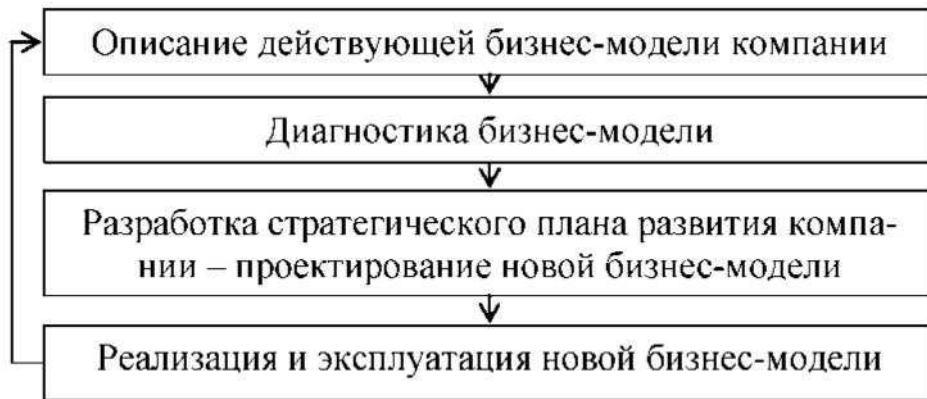 Описание действующей бизнес-модели компании
Диагностика бизнес-модели
Разработка стратегического плана развития компа-
нии – проектирование новой бизнес-модели
Реализация и эксплуатация новой бизнес-модели